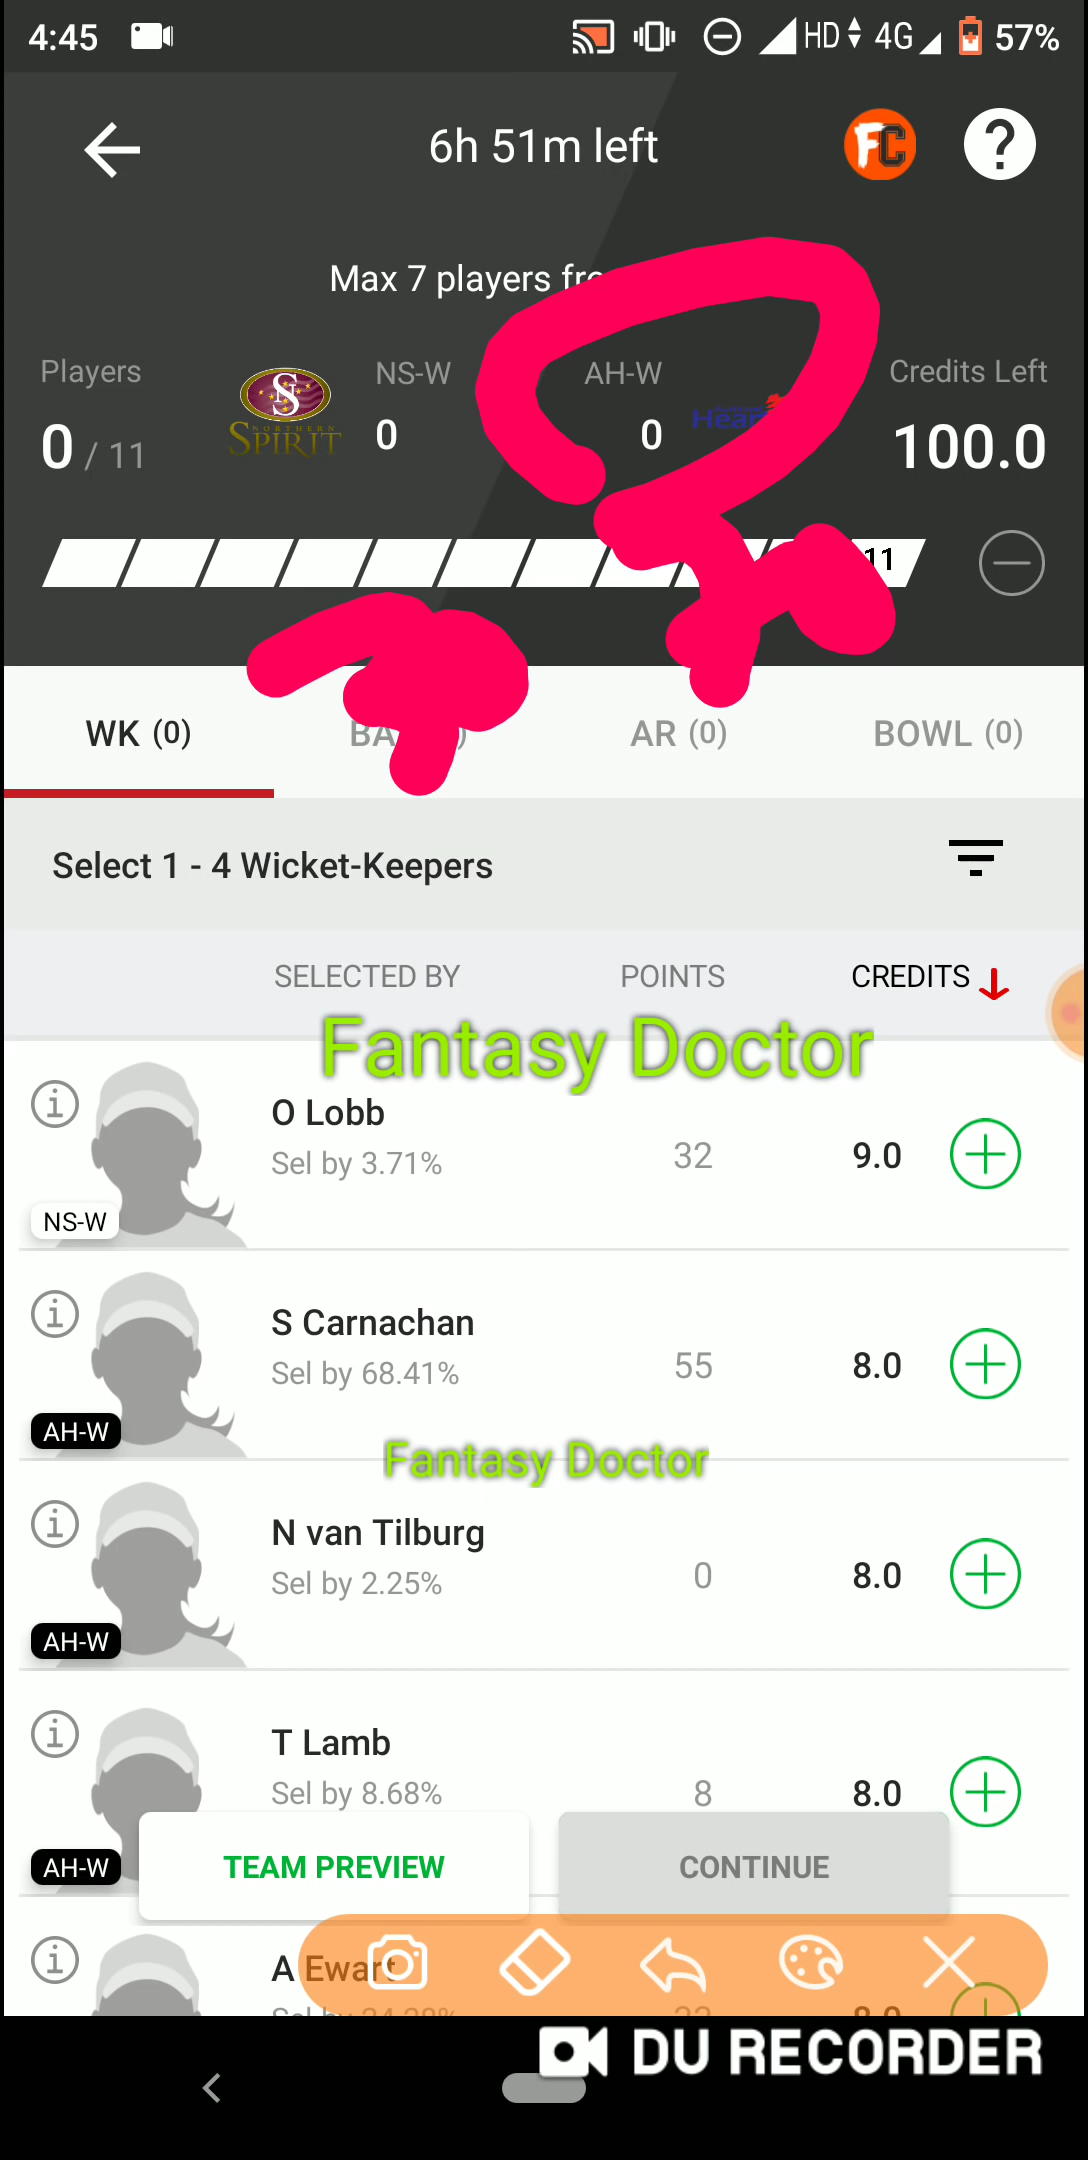 4:45 HD 4G 57%
6h 51m left FC ?
Max 7 players
Players NS-W AH-W Credits Left
0 / 11 SN NORTHERN SPIRIT 0 0 100.0
11
WK (0) AR (0) BOWL (0)
Select 1 - 4 Wicket-Keepers
SELECTED BY POINTS CREDITS
Fantasy Doctor
O Lobb
Sel by 3.71% 32 9.0
NS-W
S Carnachan
Sel by 68.41% 55 8.0
AH-W
Fantasy Doctor
N van Tilburg
Sel by 2.25% 0 8.0
AH-W
T Lamb
Sel by 8.68% 8 8.0
AH-W
TEAM PREVIEW CONTINUE
A Ewart
DU RECORDER